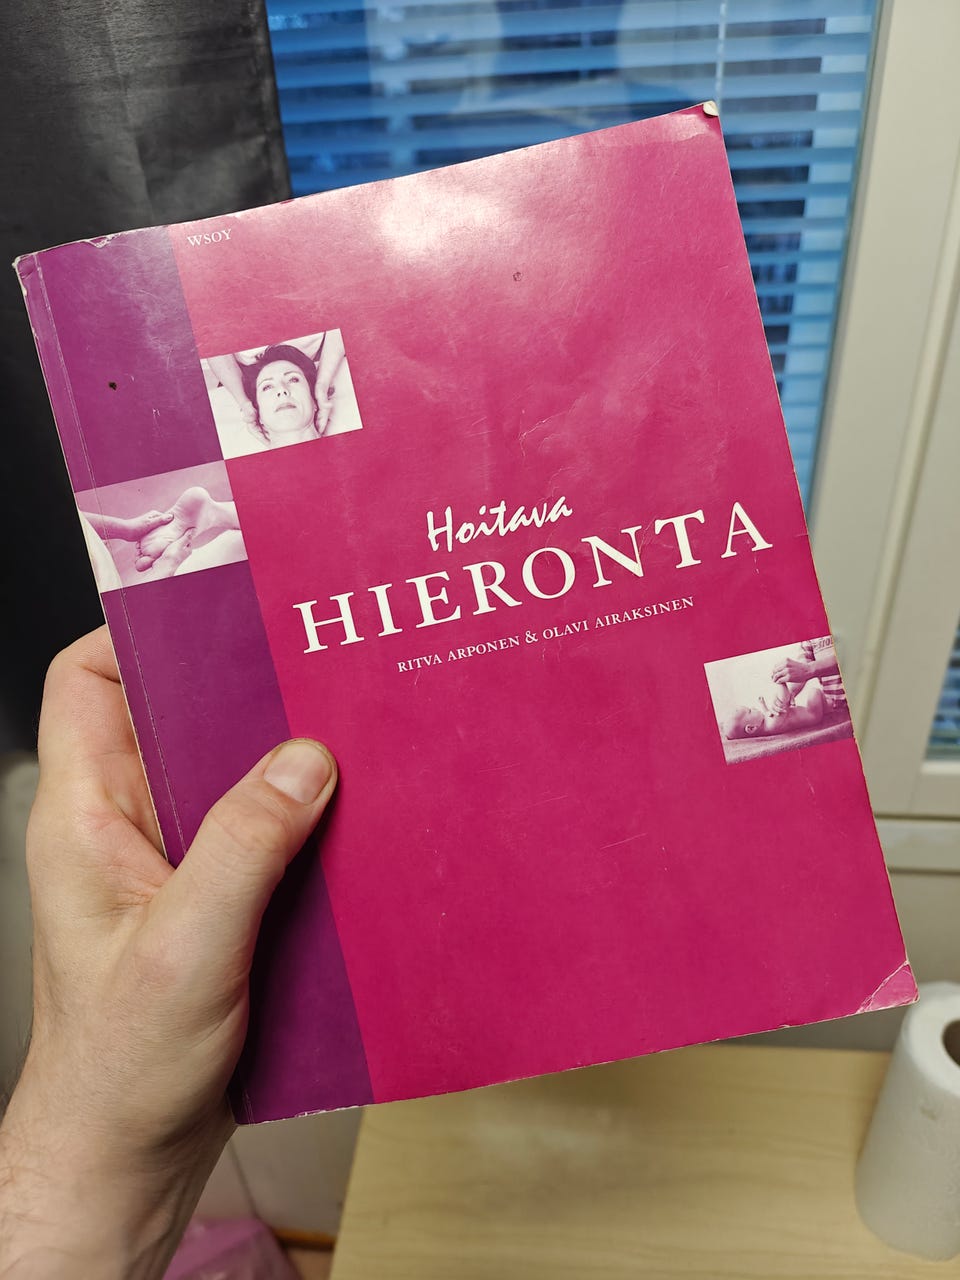 WSOY
Hoitava
HIERONTA
RITVA ARPONEN & OLAVI AIRAKSINEN